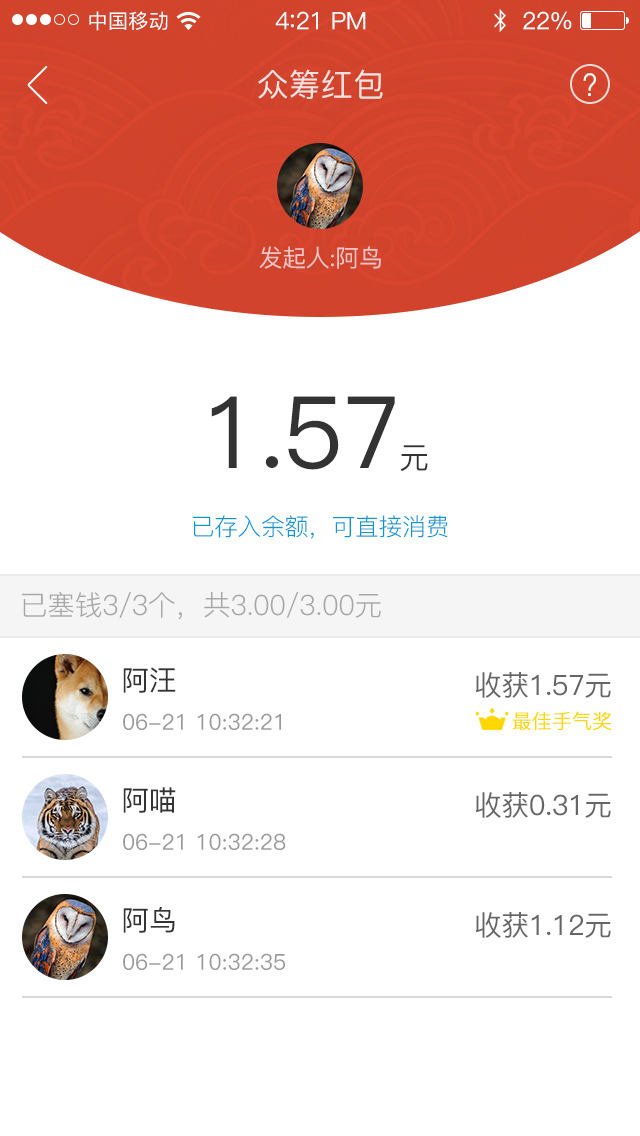 中国移动 4:21 PM 22%
众筹红包 ?
发起人:阿鸟
1.57元
已存入余额，可直接消费
已塞钱3/3个，共3.00/3.00元
阿汪 收获1.57元
06-21 10:32:21 最佳手气奖
阿喵 收获0.31元
06-21 10:32:28
阿鸟 收获1.12元
06-21 10:32:35